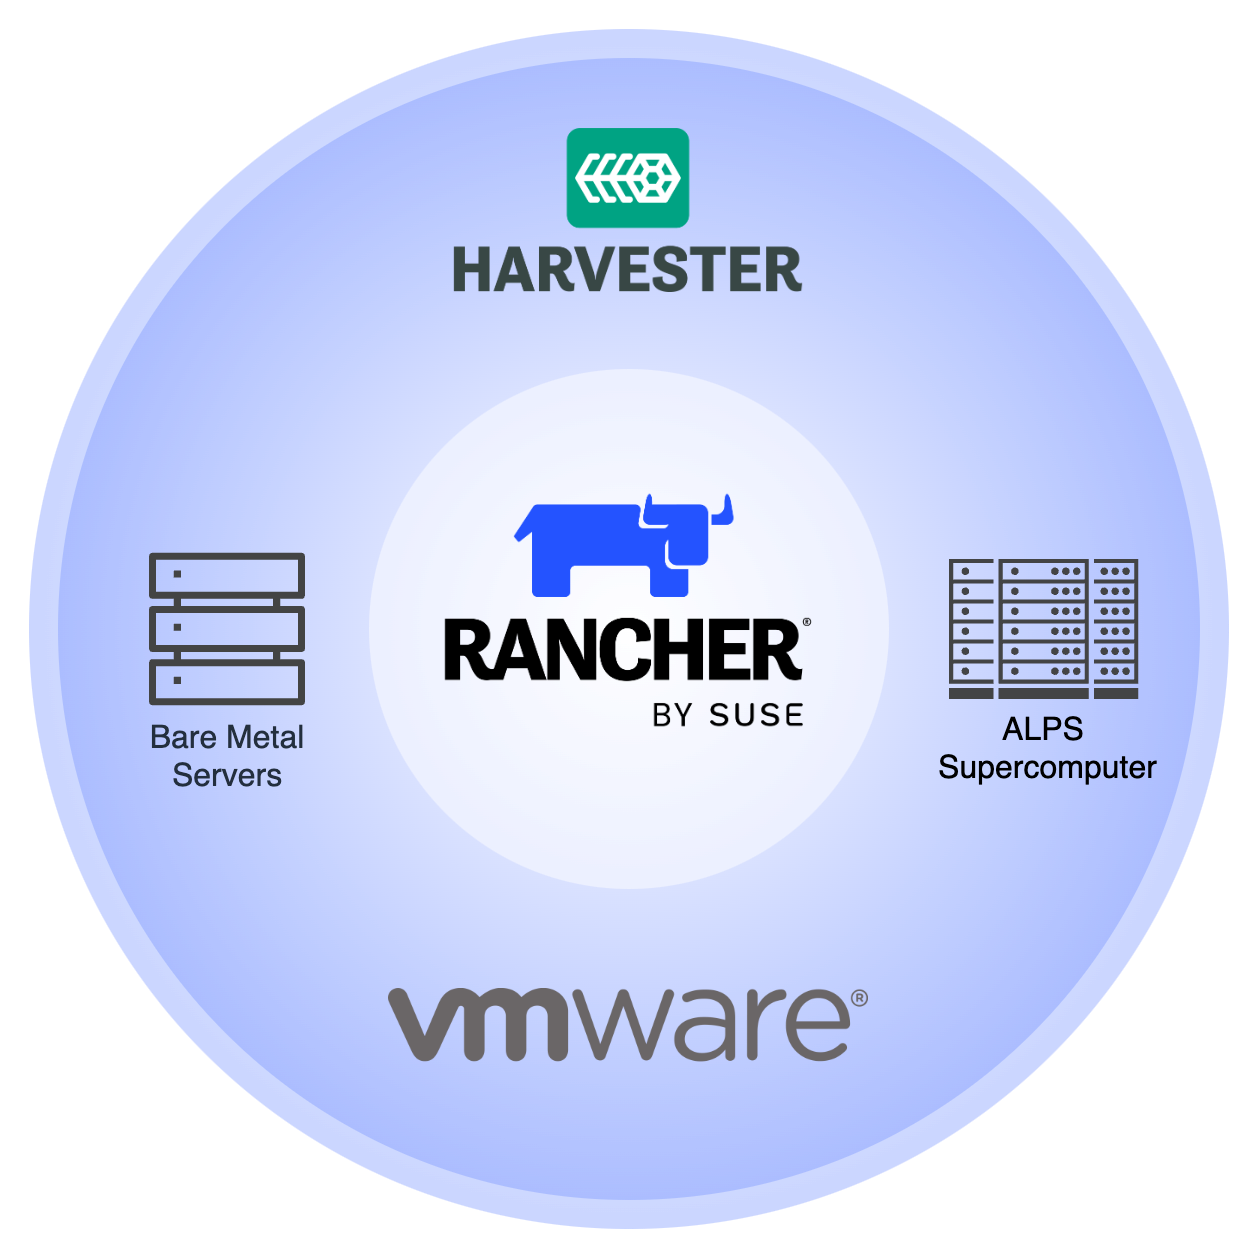 HARVESTER
RANCHER®
BY SUSE
Bare Metal
Servers
ALPS
Supercomputer
vmware®